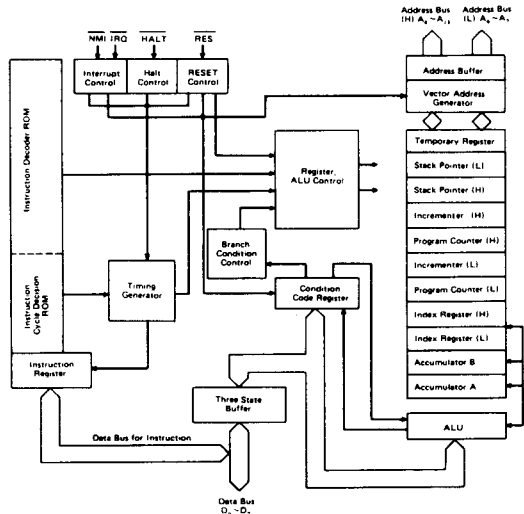 Address Bus
(H) A₈~A₁₅
Address Bus
(L) A₀~A₇
NMI IRQ HALT RES
Interrupt
Control
Halt
Control
RESET
Control
Address Buffer
Vector Address
Generator
Instruction Decoder ROM
Temporary Register
Stack Pointer (L)
Stack Pointer (H)
Incrementer (H)
Program Counter (H)
Incrementer (L)
Program Counter (L)
Index Register (H)
Index Register (L)
Accumulator B
Accumulator A
ALU
Register,
ALU Control
Branch
Condition
Control
Instruction
Cycle Decision
ROM
Timing
Generator
Condition
Code Register
Instruction
Register
Three State
Buffer
Data Bus for Instruction
Data Bus
D₀~D₇